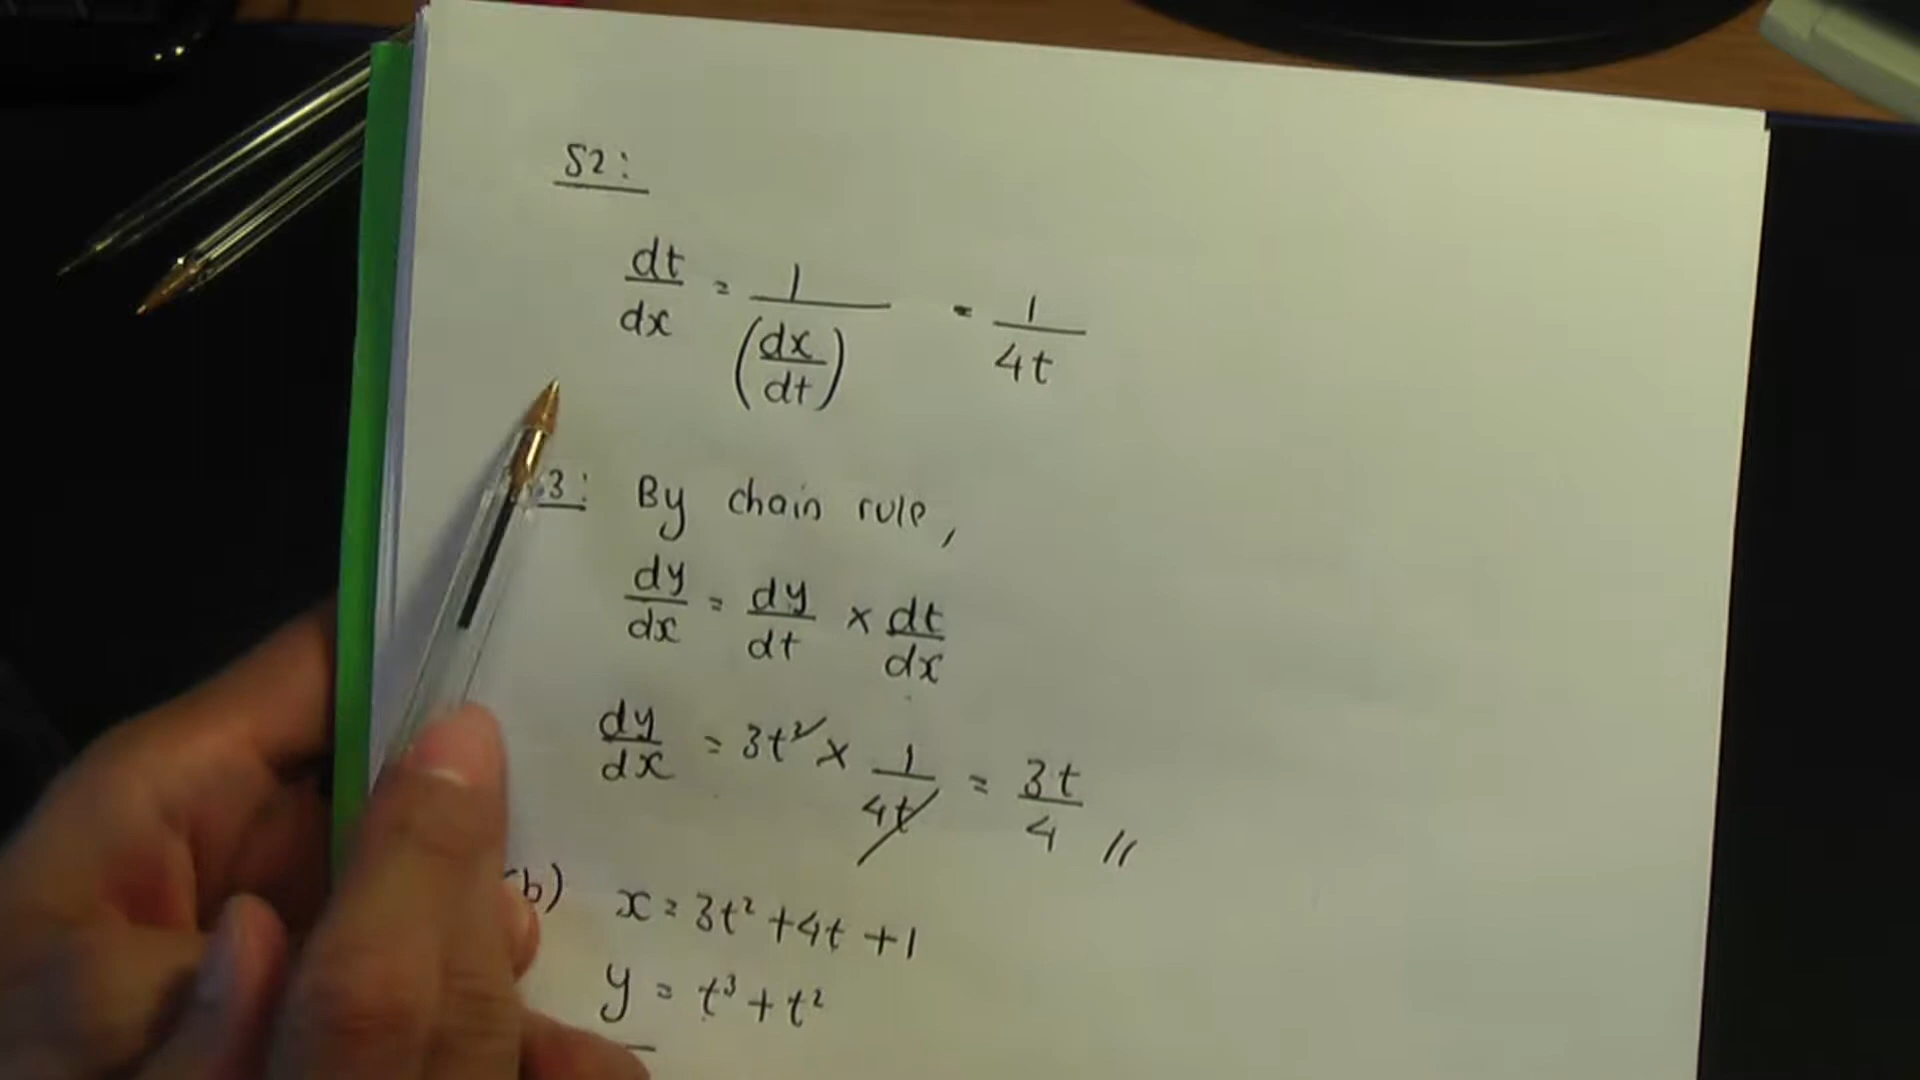 S2:
dt/dx = 1/(dx/dt) = 1/4t
3: By chain rule,
dy/dx = dy/dt × dt/dx
dy/dx = 3t² × 1/4t = 3t/4 //
b) x = 3t² + 4t + 1
y = t³ + t²